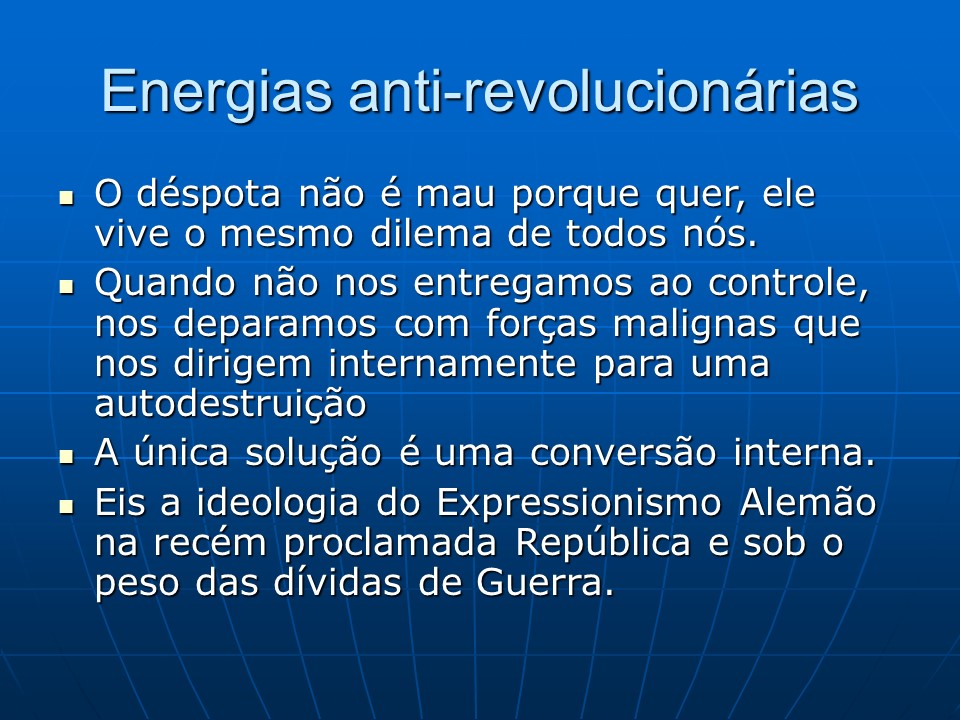 Energias anti-revolucionárias
O déspota não é mau porque quer, ele
vive o mesmo dilema de todos nós.
Quando não nos entregamos ao controle,
nos deparamos com forças malignas que
nos dirigem internamente para uma
autodestruição
A única solução é uma conversão interna.
Eis a ideologia do Expressionismo Alemão
na recém proclamada República e sob o
peso das dívidas de Guerra.